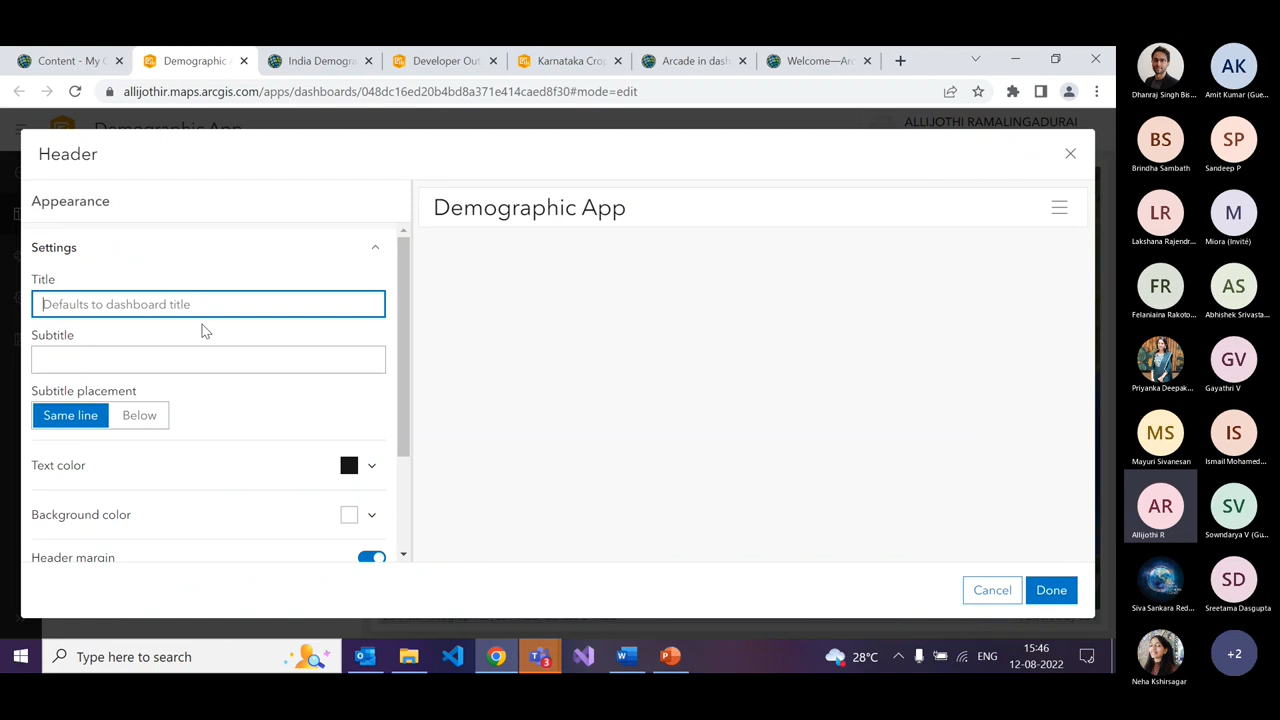 Content - My C
Demographic A
India Demogra
Developer Out
Karnataka Crop
Arcade in dash
Welcome—Arc
allijothir.maps.arcgis.com/apps/dashboards/048dc16ed20b4bd8a371e414caed8f30#mode=edit
Demographic App
ALLIJOTHI RAMALINGADURAI
Header
Appearance
Settings
Title
Defaults to dashboard title
Subtitle
Subtitle placement
Same line
Below
Text color
Background color
Header margin
Demographic App
Cancel
Done
Type here to search
3
28°C
ENG
15:46
12-08-2022
Dhanraj Singh Bis...
AK
Amit Kumar (Gue...
BS
Brindha Sambath
SP
Sandeep P
LR
Lakshana Rajendr...
M
Miora (Invité)
FR
Felaniaina Rakoto...
AS
Abhishek Srivasta...
Priyanka Deepak...
GV
Gayathri V
MS
Mayuri Sivanesan
IS
Ismail Mohamed...
AR
Allijothi R
SV
Sowndarya V (Gu...
Siva Sankara Red...
SD
Sreetama Dasgupta
Neha Kshirsagar
+2